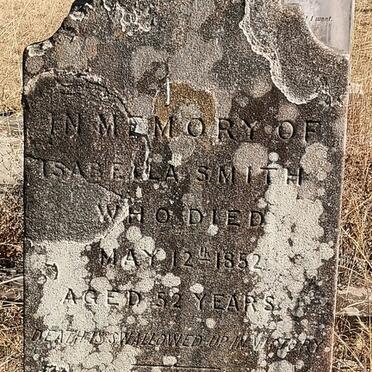 I want.
IN MEMORY OF
ISABELLA SMITH
WHO DIED
MAY 12th 1852
AGED 52 YEARS
DEATH IS SWALLOWED UP IN VICTORY